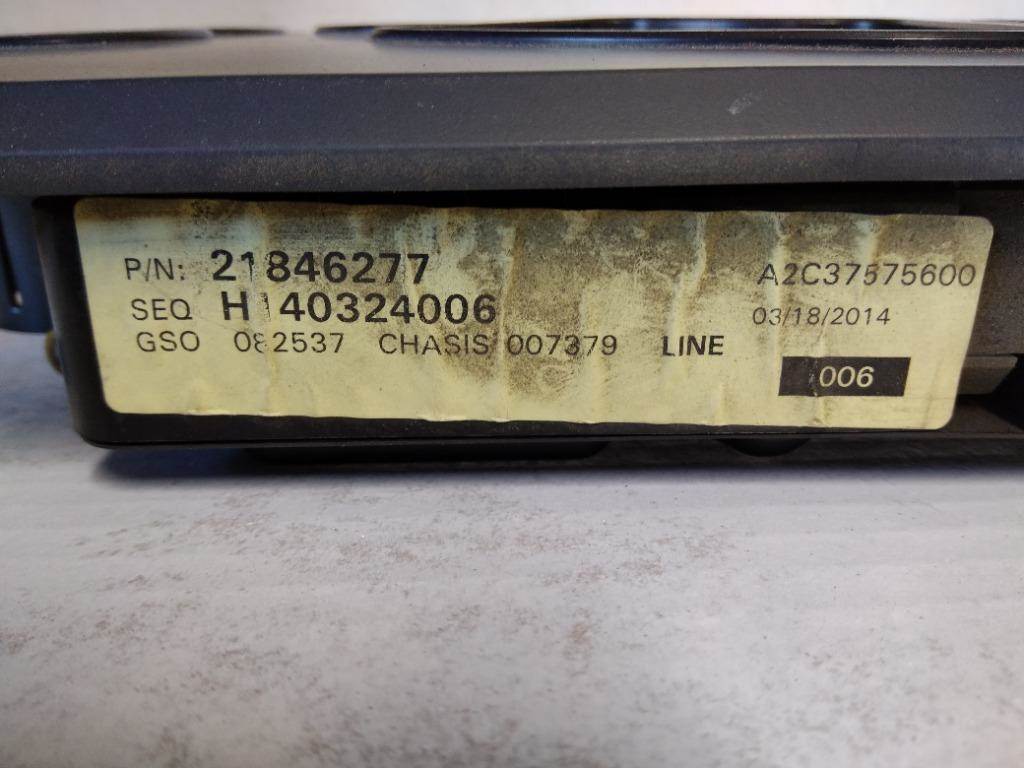 P/N: 21846277
A2C37575600
SEQ H140324006
03/18/2014
GSO 082537 CHASIS 007379 LINE
006